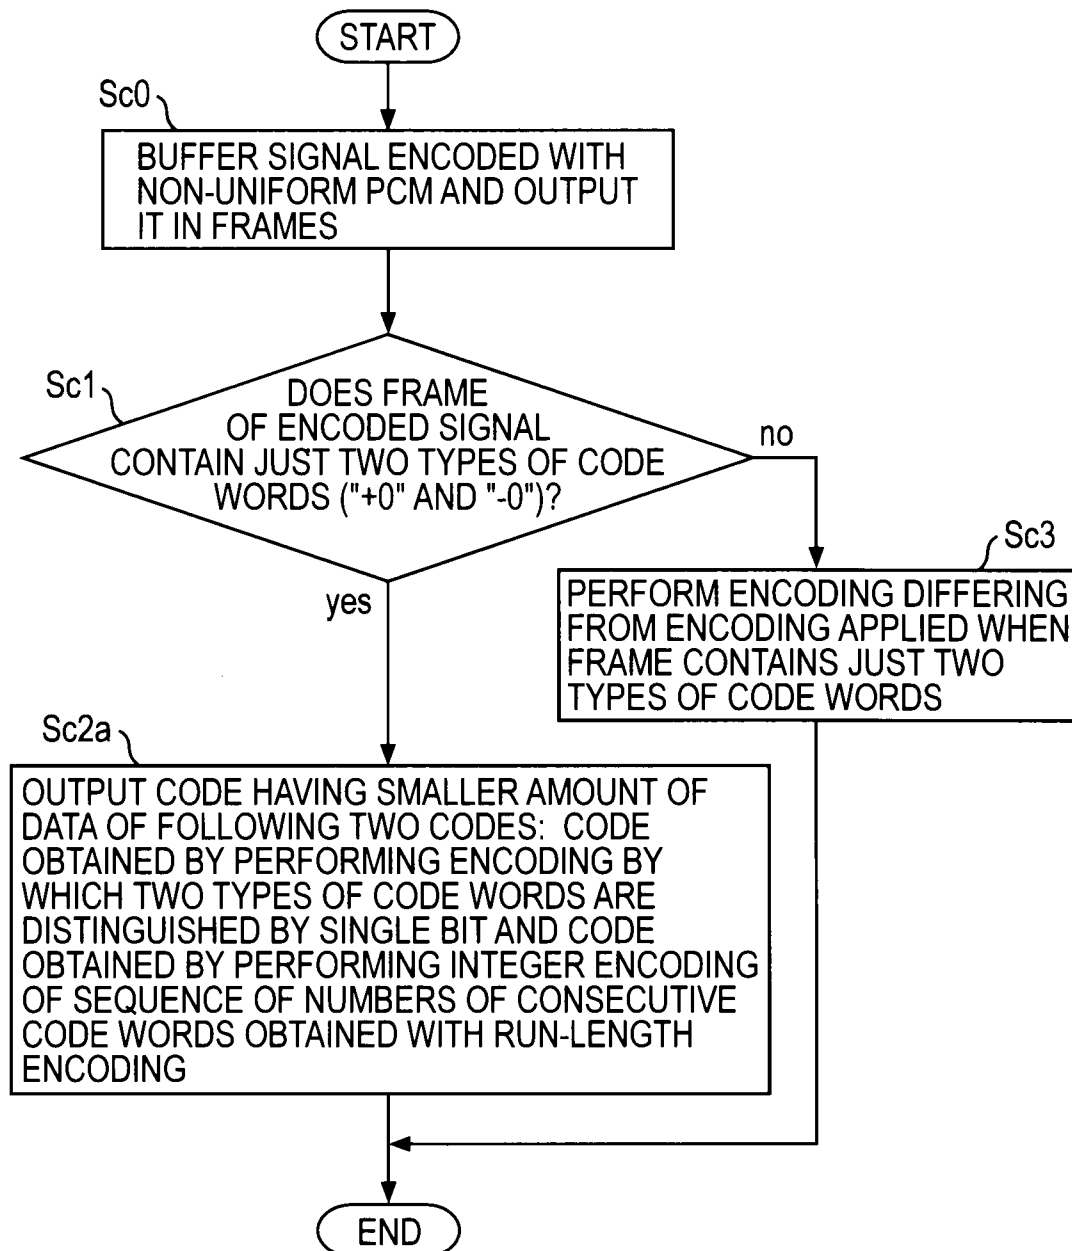 START
Sc0
BUFFER SIGNAL ENCODED WITH
NON-UNIFORM PCM AND OUTPUT
IT IN FRAMES
Sc1
DOES FRAME
OF ENCODED SIGNAL
CONTAIN JUST TWO TYPES OF CODE
WORDS ("+0" AND "-0")?
no
yes
Sc3
PERFORM ENCODING DIFFERING
FROM ENCODING APPLIED WHEN
FRAME CONTAINS JUST TWO
TYPES OF CODE WORDS
Sc2a
OUTPUT CODE HAVING SMALLER AMOUNT OF
DATA OF FOLLOWING TWO CODES: CODE
OBTAINED BY PERFORMING ENCODING BY
WHICH TWO TYPES OF CODE WORDS ARE
DISTINGUISHED BY SINGLE BIT AND CODE
OBTAINED BY PERFORMING INTEGER ENCODING
OF SEQUENCE OF NUMBERS OF CONSECUTIVE
CODE WORDS OBTAINED WITH RUN-LENGTH
ENCODING
END